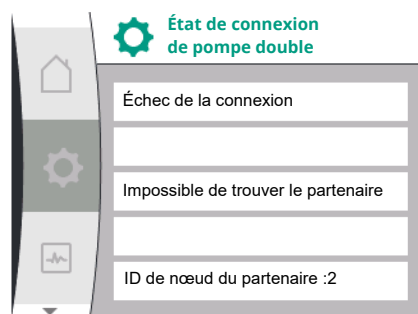 État de connexion
de pompe double
Échec de la connexion
Impossible de trouver le partenaire
ID de nœud du partenaire :2